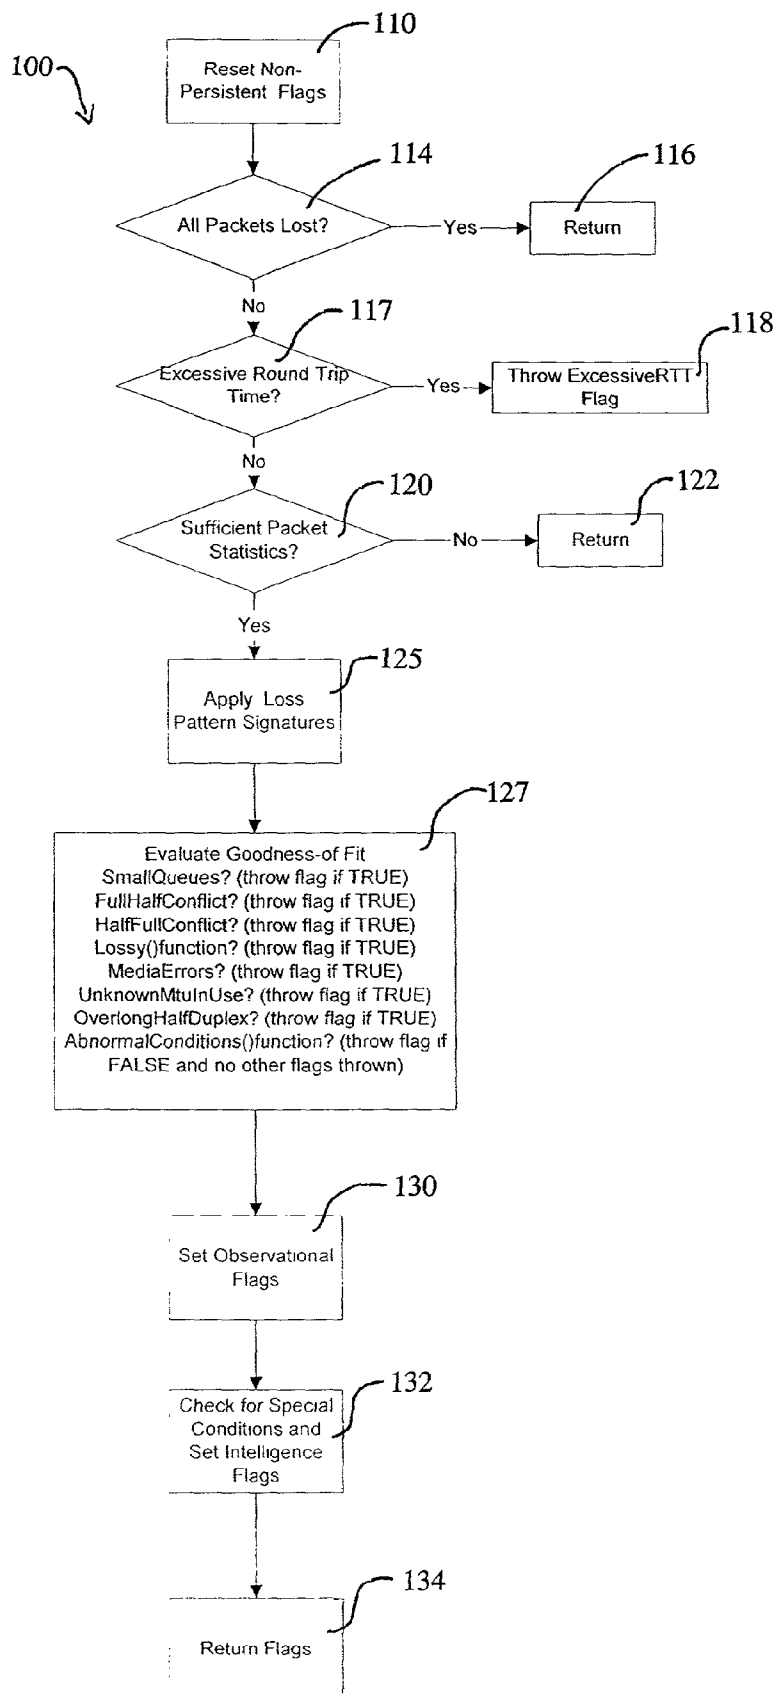 110
100
Reset Non-
Persistent Flags
114
116
All Packets Lost?
Yes
Return
No
117
118
Excessive Round Trip
Time?
Yes
Throw ExcessiveRTT
Flag
No
120
122
Sufficient Packet
Statistics?
No
Return
Yes
125
Apply Loss
Pattern Signatures
127
Evaluate Goodness-of Fit
SmallQueues? (throw flag if TRUE)
FullHalfConflict? (throw flag if TRUE)
HalfFullConflict? (throw flag if TRUE)
Lossy()function? (throw flag if TRUE)
MediaErrors? (throw flag if TRUE)
UnknownMtuInUse? (throw flag if TRUE)
OverlongHalfDuplex? (throw flag if TRUE)
AbnormalConditions()function? (throw flag if
FALSE and no other flags thrown)
130
Set Observational
Flags
132
Check for Special
Conditions and
Set Intelligence
Flags
134
Return Flags